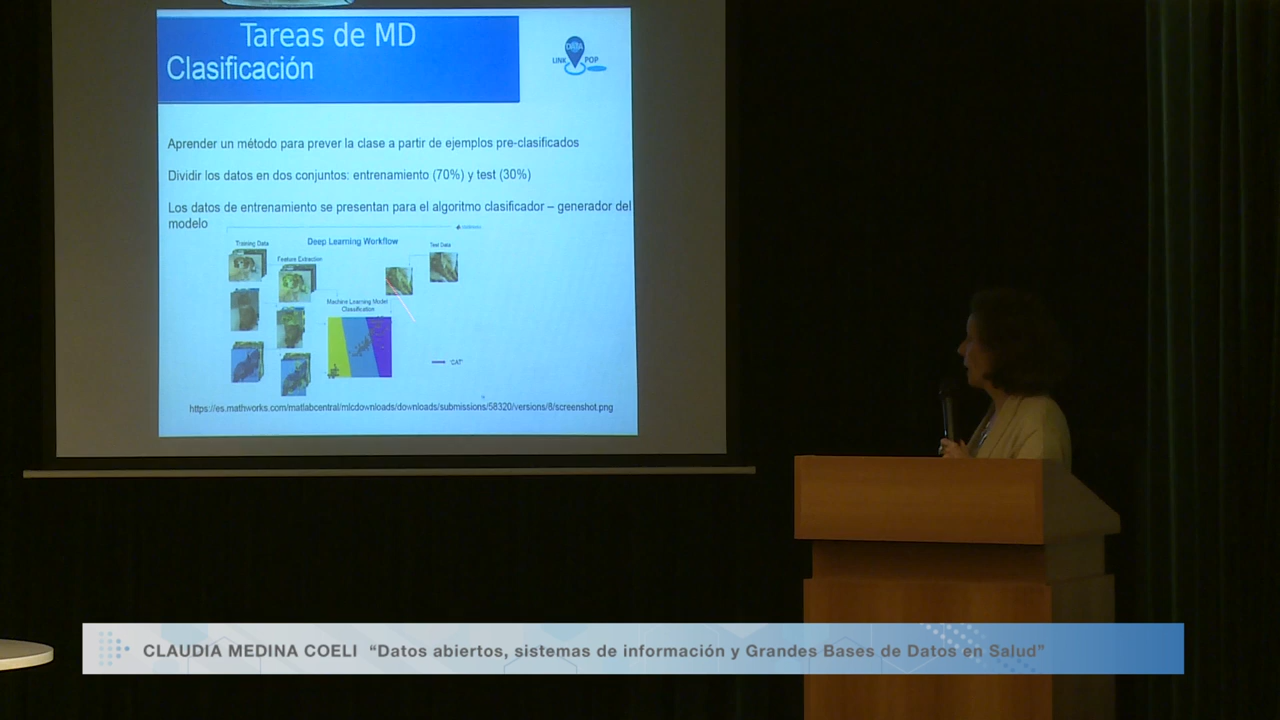 Tareas de MD
Clasificación
DATA
LINK POP
Aprender un método para prever la clase a partir de ejemplos pre-clasificados
Dividir los datos en dos conjuntos: entrenamiento (70%) y test (30%)
Los datos de entrenamiento se presentan para el algoritmo clasificador – generador del
modelo
Deep Learning Workflow
Training Data
Test Data
Feature Extraction
Machine Learning Model
Classification
'CAT'
https://es.mathworks.com/matlabcentral/mlcdownloads/downloads/submissions/58320/versions/8/screenshot.png
CLAUDIA MEDINA COELI “Datos abiertos, sistemas de información y Grandes Bases de Datos en Salud”